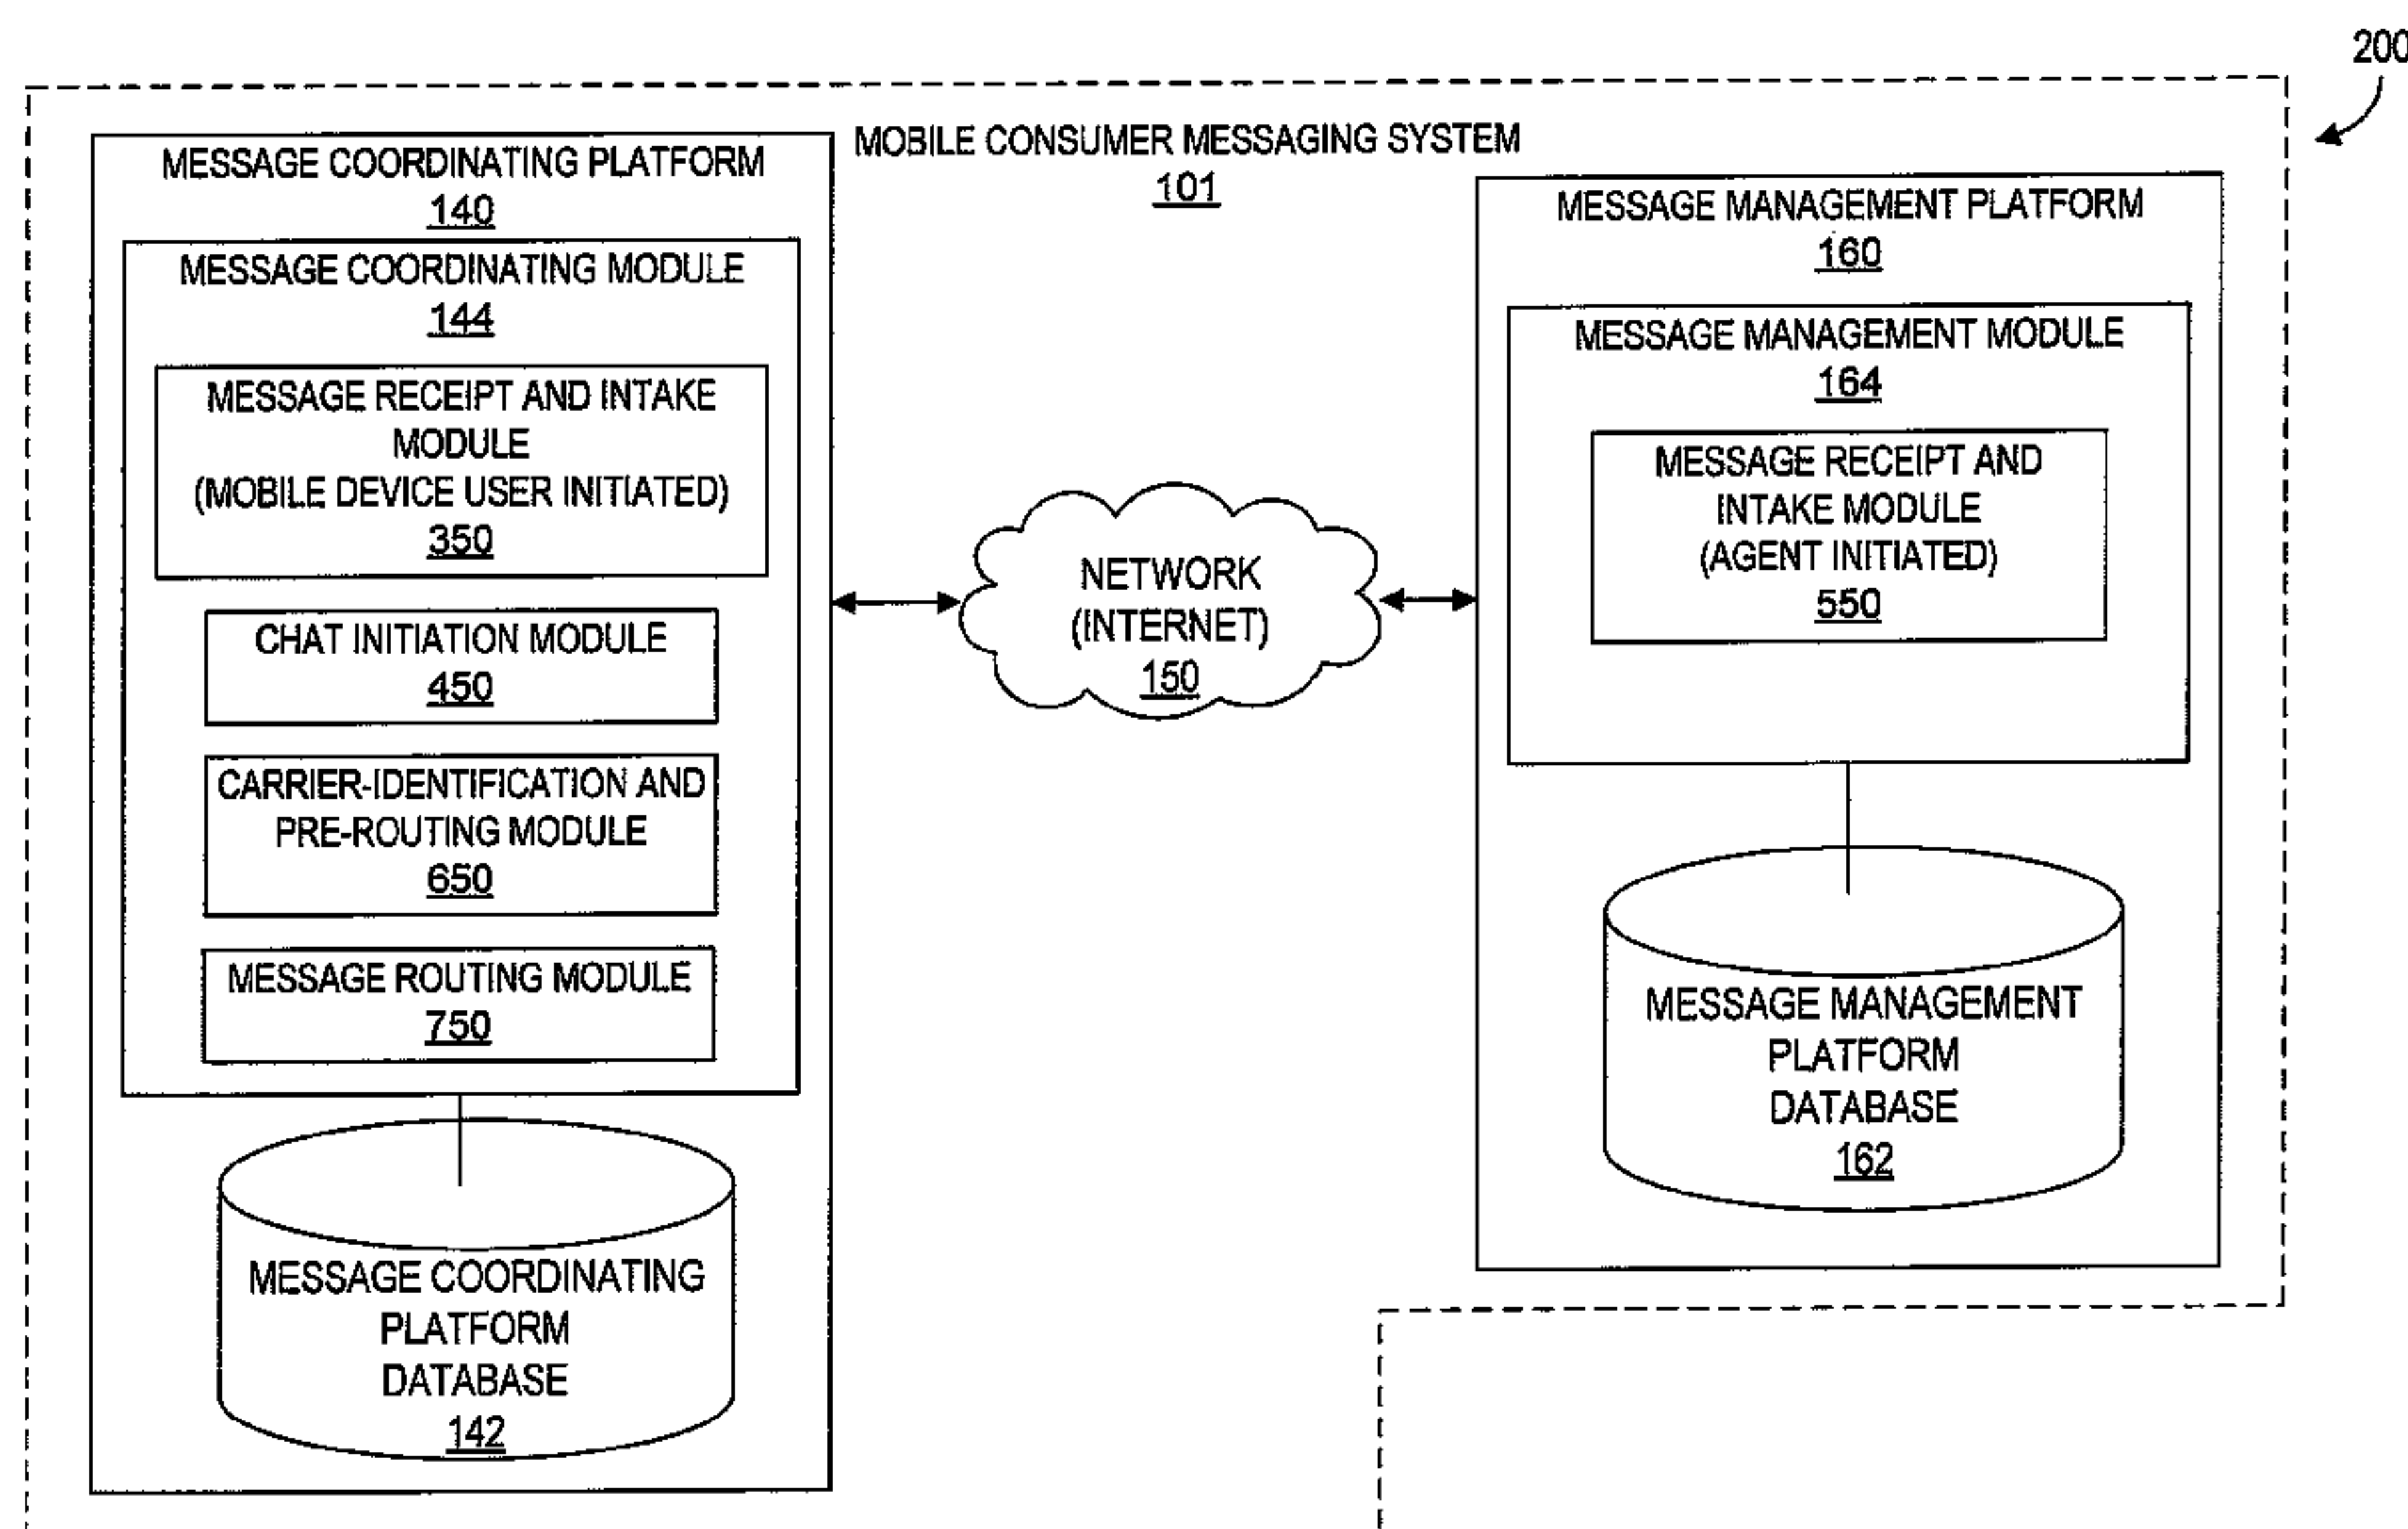 200
MOBILE CONSUMER MESSAGING SYSTEM
101
MESSAGE COORDINATING PLATFORM
140
MESSAGE COORDINATING MODULE
144
MESSAGE RECEIPT AND INTAKE
MODULE
(MOBILE DEVICE USER INITIATED)
350
CHAT INITIATION MODULE
450
CARRIER-IDENTIFICATION AND
PRE-ROUTING MODULE
650
MESSAGE ROUTING MODULE
750
MESSAGE COORDINATING
PLATFORM
DATABASE
142
NETWORK
(INTERNET)
150
MESSAGE MANAGEMENT PLATFORM
160
MESSAGE MANAGEMENT MODULE
164
MESSAGE RECEIPT AND
INTAKE MODULE
(AGENT INITIATED)
550
MESSAGE MANAGEMENT
PLATFORM
DATABASE
162